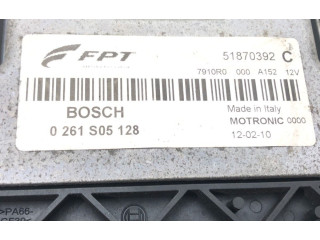 FPT
51870392 C
7910R0 000 A152 12V
BOSCH
Made in Italy
0 261 S05 128
MOTRONIC 0000
12-02-10
>PA66-